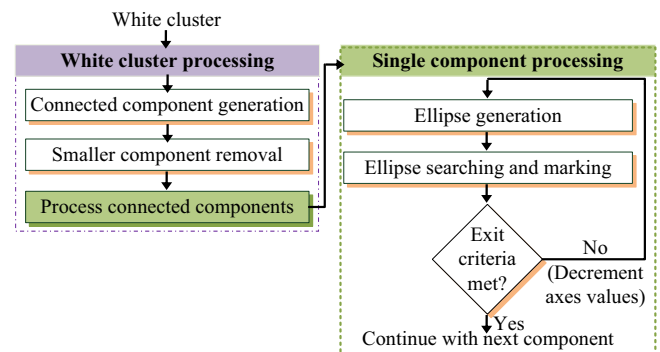 White cluster
White cluster processing
Connected component generation
Smaller component removal
Process connected components
Single component processing
Ellipse generation
Ellipse searching and marking
Exit
criteria
met?
No
(Decrement
axes values)
Yes
Continue with next component